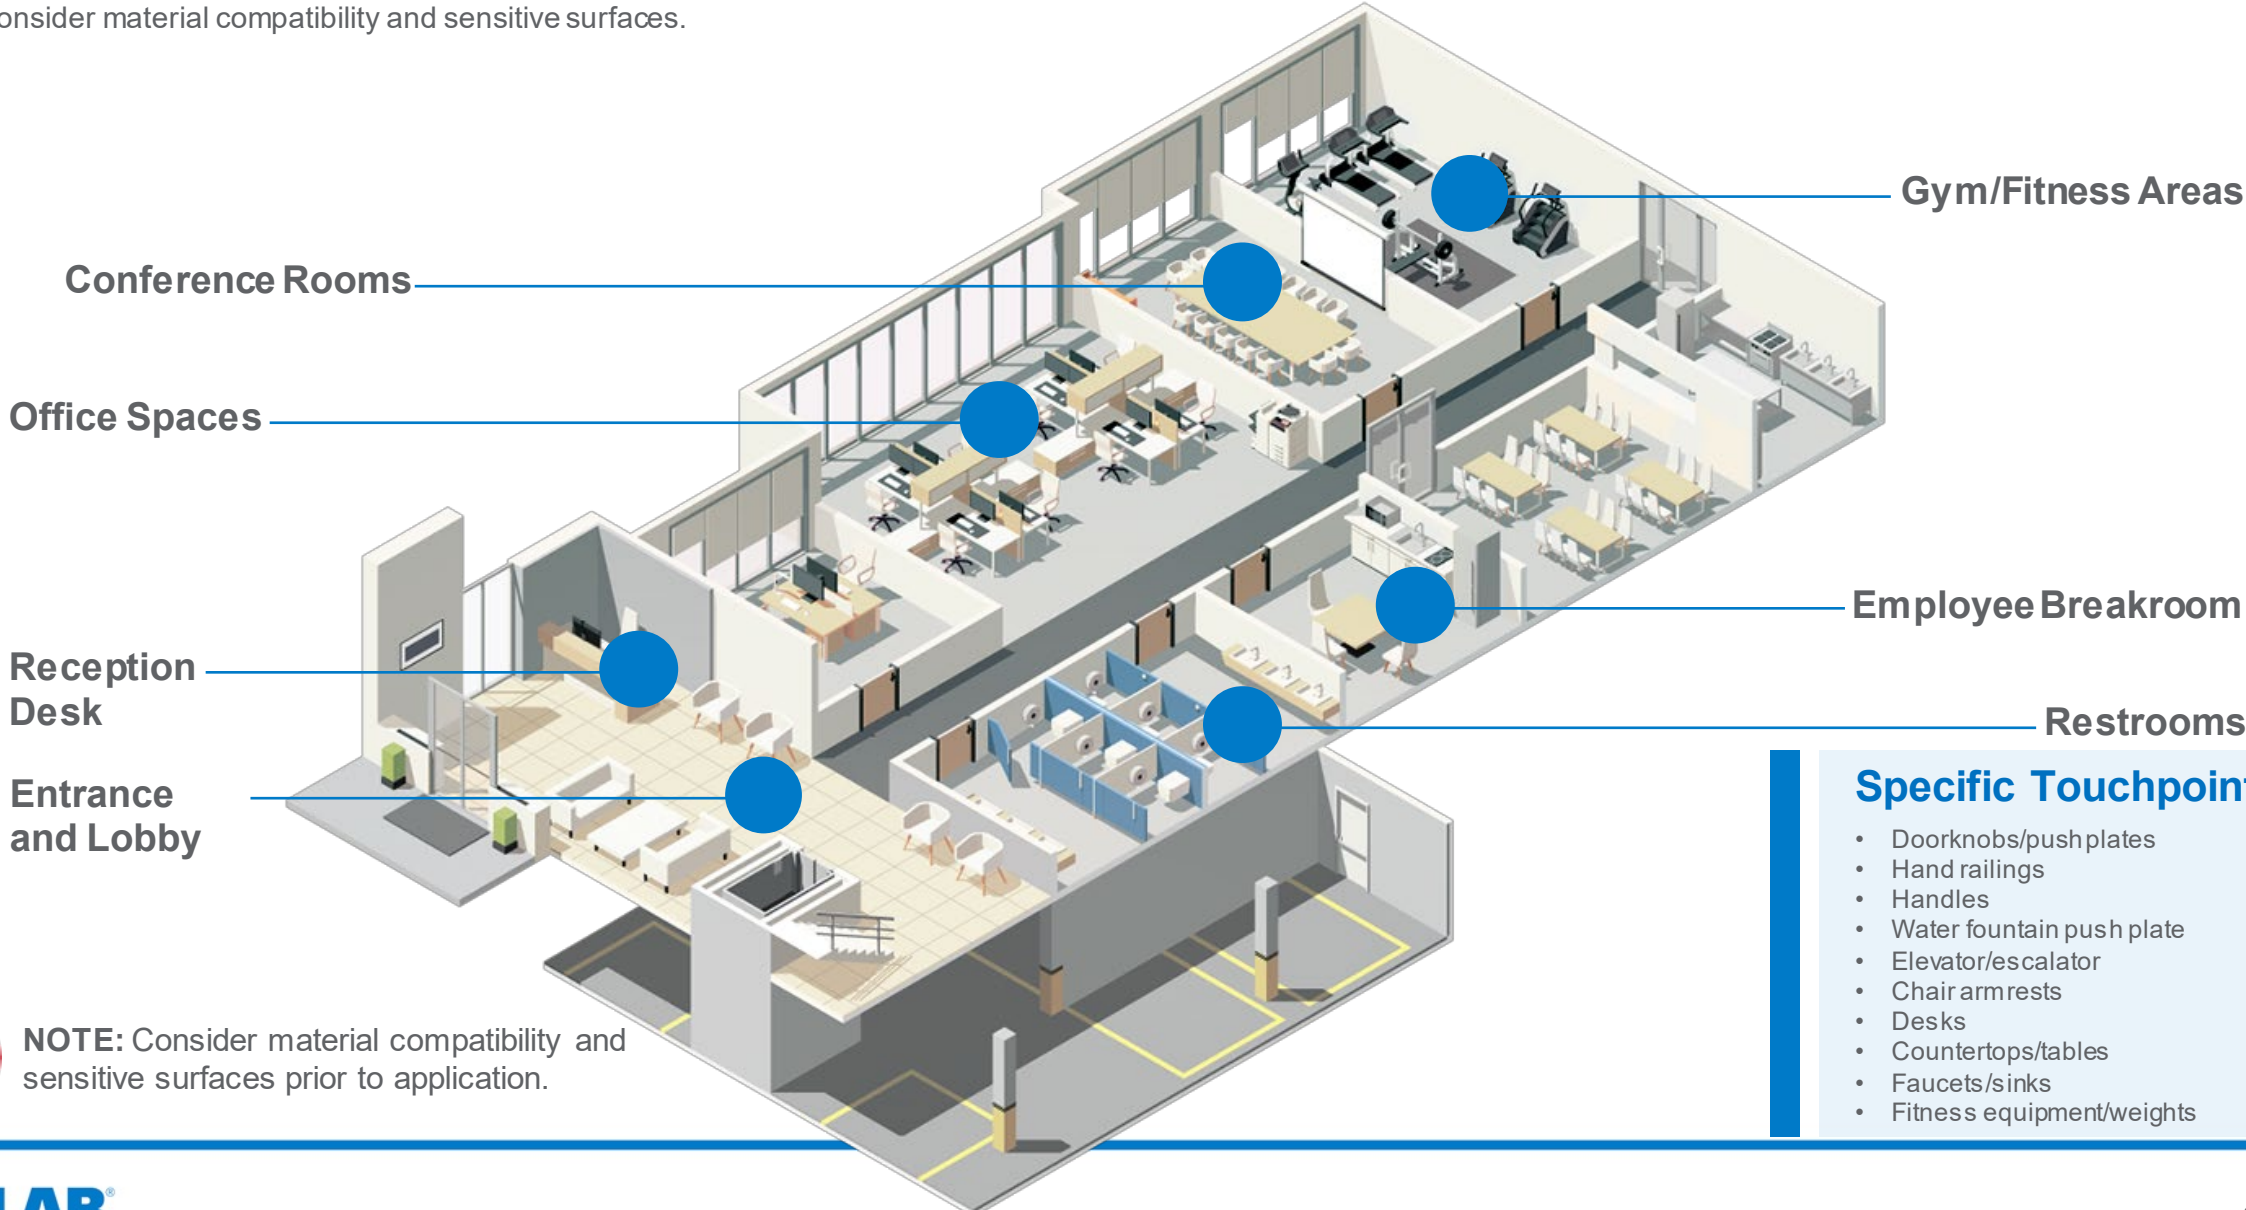 onsider material compatibility and sensitive surfaces.
Gym/Fitness Areas
Conference Rooms
Office Spaces
Employee Breakroom
Reception
Desk
Restrooms
Entrance
and Lobby
Specific Touchpoint
• Doorknobs/push plates
• Hand railings
• Handles
• Water fountain push plate
• Elevator/escalator
• Chair armrests
• Desks
• Countertops/tables
• Faucets/sinks
• Fitness equipment/weights
NOTE: Consider material compatibility and
sensitive surfaces prior to application.
LAB®